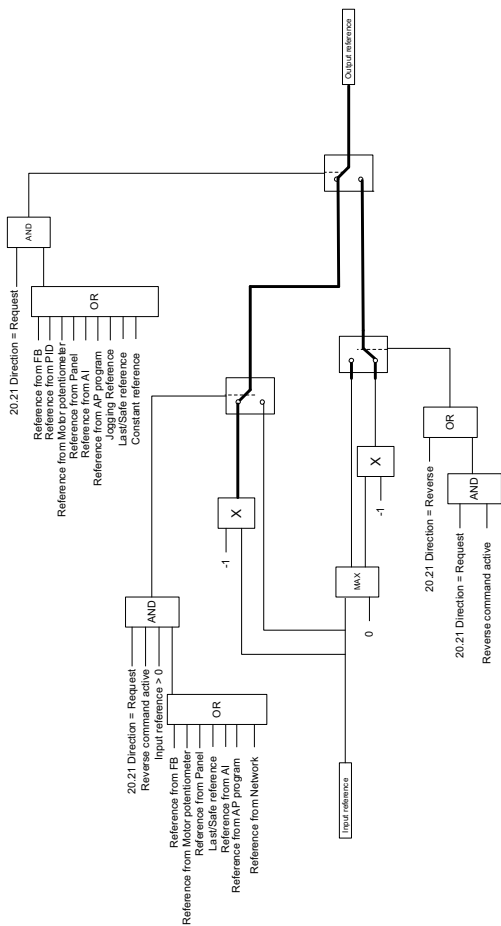 20.21 Direction = Request
AND
Reference from FB
Reference from PID
Reference from Motor potentiometer
Reference from Panel
Reference from AI
Reference from AP program
Jogging Reference
Last/Safe reference
Constant reference
OR
20.21 Direction = Request
Reverse command active
Input reference > 0
AND
Reference from FB
Reference from Motor potentiometer
Reference from Panel
Last/Safe reference
Reference from AI
Reference from AP program
Reference from Network
OR
-1
X
Input reference
0
MAX
-1
X
20.21 Direction = Reverse
OR
20.21 Direction = Request
Reverse command active
AND
Output reference